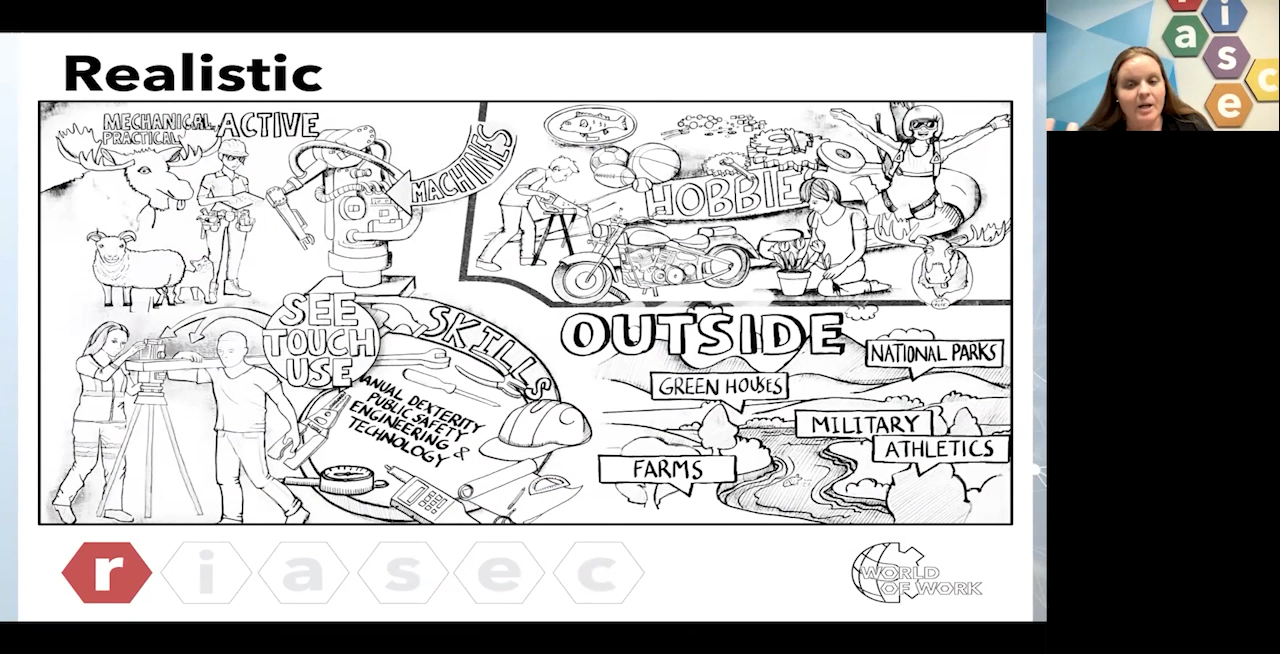 Realistic
MECHANICAL
PRACTICAL
ACTIVE
MACHINES
HOBBIE
SEE
TOUCH
USE
SKILLS
ANUAL DEXTERITY
PUBLIC SAFETY
ENGINEERING &
TECHNOLOGY
OUTSIDE
NATIONAL PARKS
GREEN HOUSES
MILITARY
ATHLETICS
FARMS
r i a s e c
WORLD
OF WORK
r
i
a
s
c
e